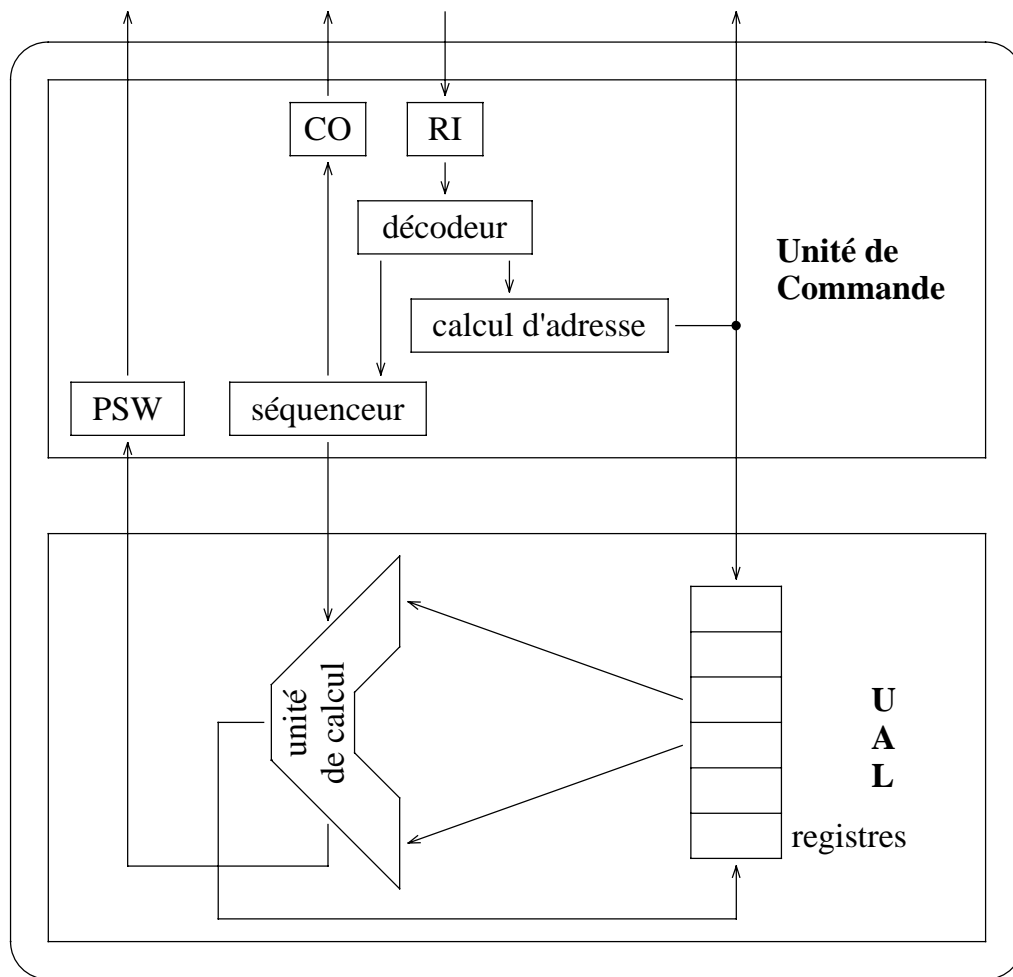 CO
RI
décodeur
Unité de
Commande
calcul d'adresse
PSW
séquenceur
unité
de calcul
U
A
L
registres